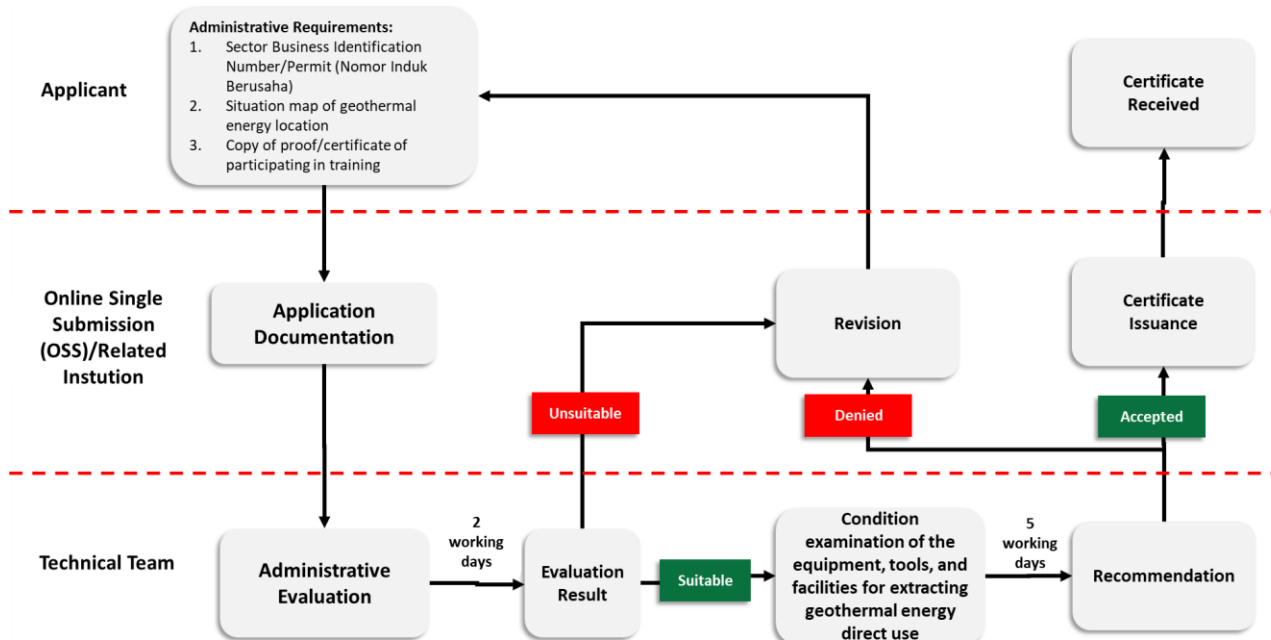 Administrative Requirements:
1. Sector Business Identification
Number/Permit (Nomor Induk
Berusaha)
2. Situation map of geothermal
energy location
3. Copy of proof/certificate of
participating in training
Applicant
Certificate
Received
Online Single
Submission
(OSS)/Related
Instution
Application
Documentation
Revision
Certificate
Issuance
Unsuitable
Denied
Accepted
Technical Team
Administrative
Evaluation
2
working
days
Evaluation
Result
Suitable
Condition
examination of the
equipment, tools, and
facilities for extracting
geothermal energy
direct use
5
working
days
Recommendation